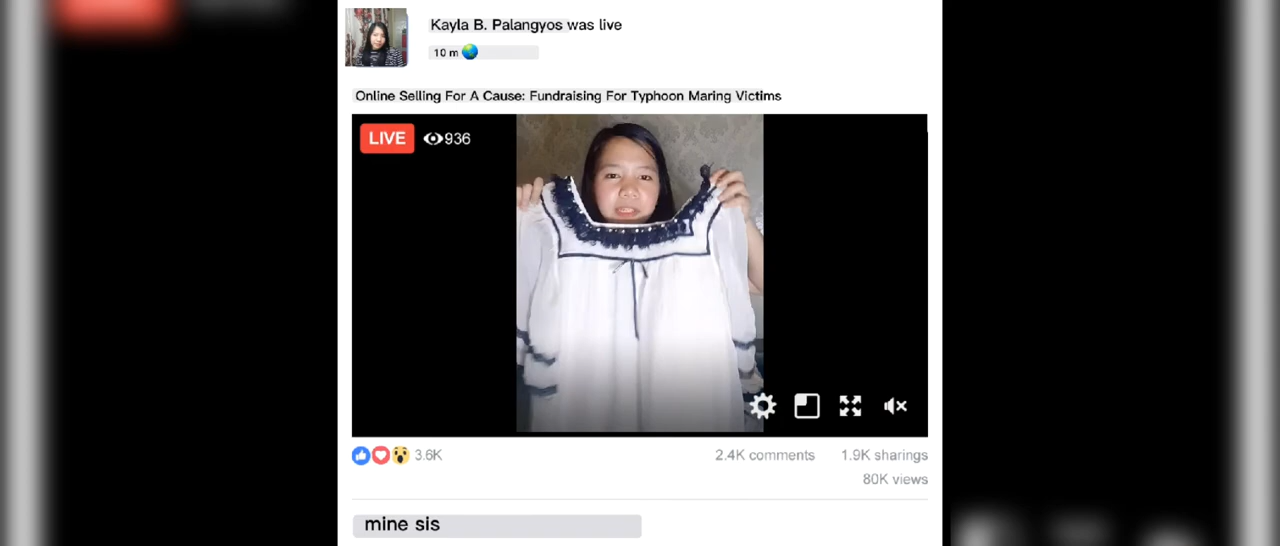 Kayla B. Palangyos was live
10 m
Online Selling For A Cause: Fundraising For Typhoon Maring Victims
LIVE 936
3.6K 2.4K comments 1.9K sharings
80K views
mine sis